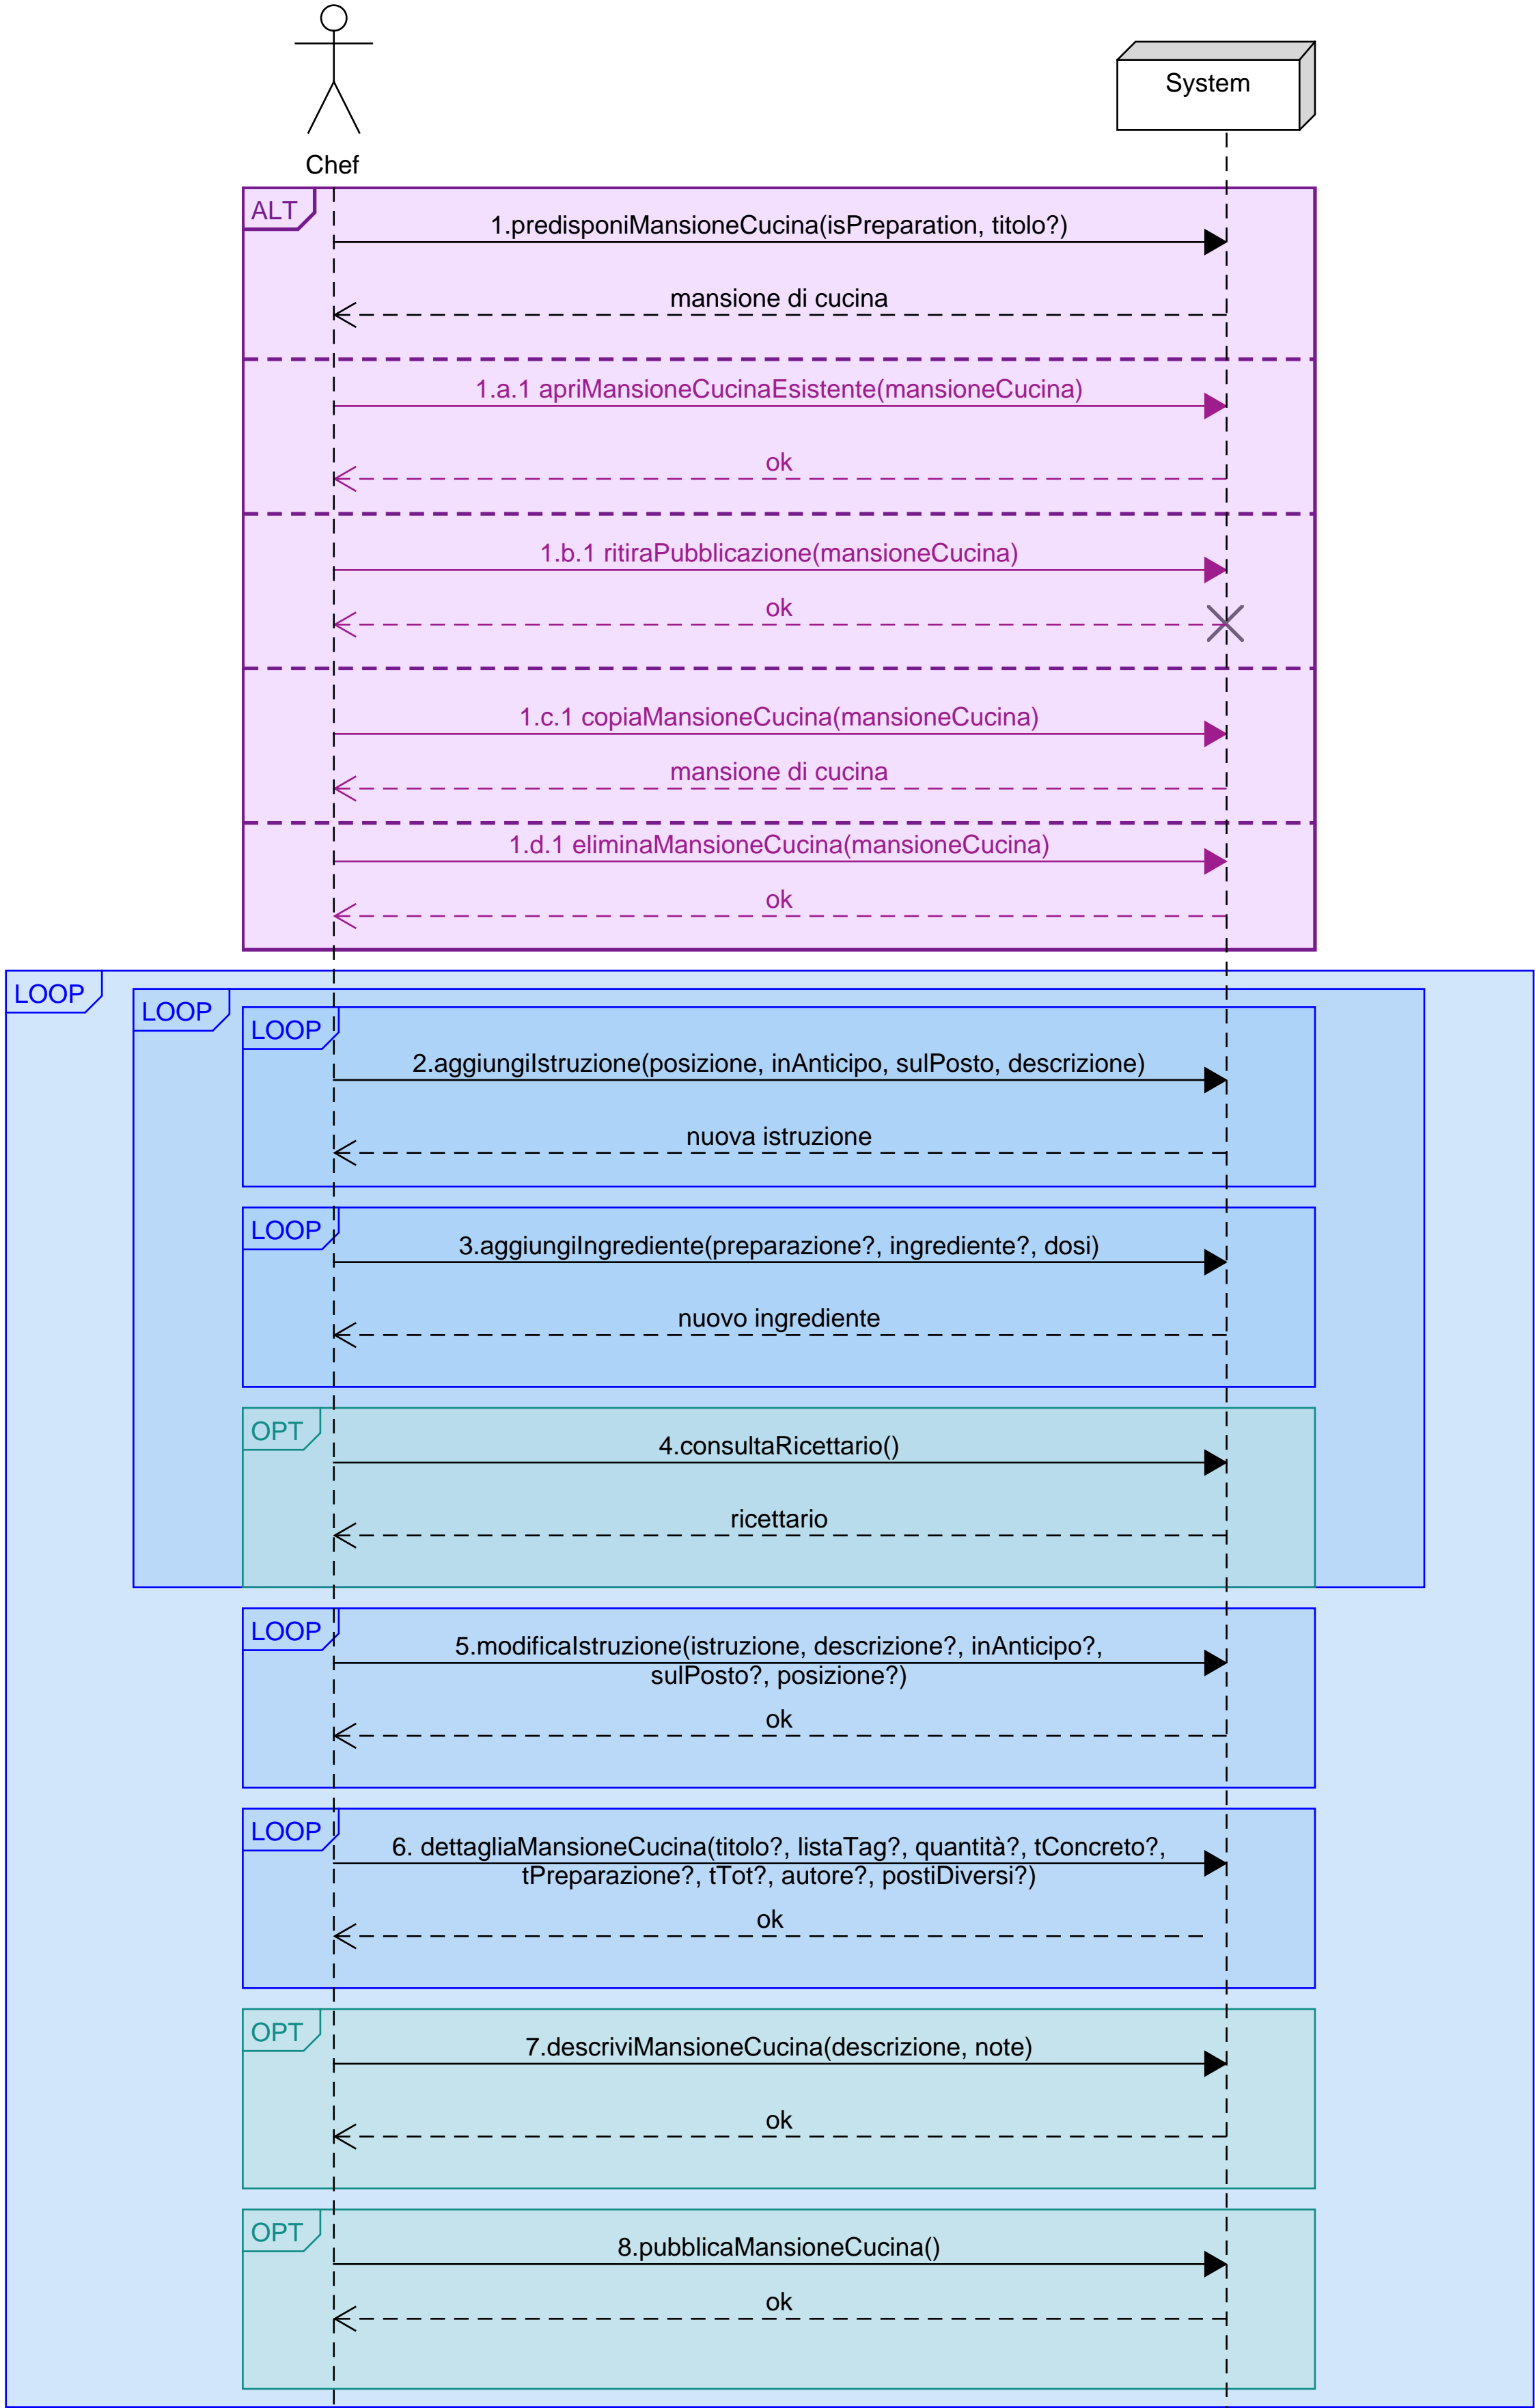 Chef
System
ALT
1.predisponiMansioneCucina(isPreparation, titolo?)
mansione di cucina
1.a.1 apriMansioneCucinaEsistente(mansioneCucina)
ok
1.b.1 ritiraPubblicazione(mansioneCucina)
ok
1.c.1 copiaMansioneCucina(mansioneCucina)
mansione di cucina
1.d.1 eliminaMansioneCucina(mansioneCucina)
ok
LOOP
LOOP
LOOP
2.aggiungiIstruzione(posizione, inAnticipo, sulPosto, descrizione)
nuova istruzione
LOOP
3.aggiungiIngrediente(preparazione?, ingrediente?, dosi)
nuovo ingrediente
OPT
4.consultaRicettario()
ricettario
LOOP
5.modificaIstruzione(istruzione, descrizione?, inAnticipo?,
sulPosto?, posizione?)
ok
LOOP
6. dettagliaMansioneCucina(titolo?, listaTag?, quantità?, tConcreto?,
tPreparazione?, tTot?, autore?, postiDiversi?)
ok
OPT
7.descriviMansioneCucina(descrizione, note)
ok
OPT
8.pubblicaMansioneCucina()
ok